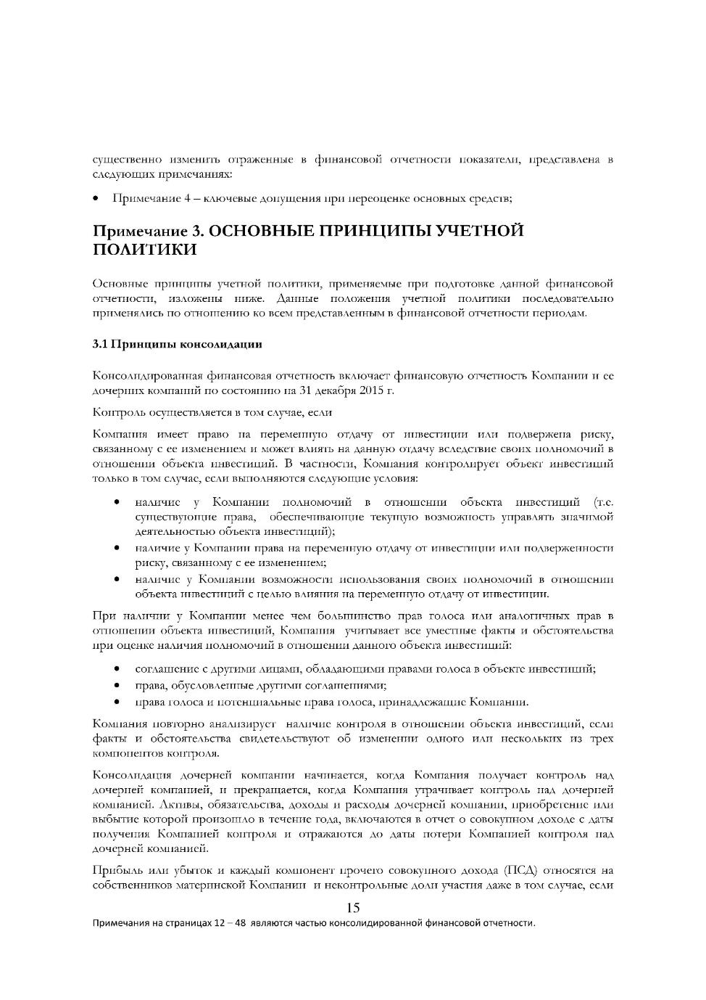 существенно изменить отраженные в финансовой отчетности показатели, представлена в
следующих примечаниях:
• Примечание 4 – ключевые допущения при переоценке основных средств;
Примечание 3. ОСНОВНЫЕ ПРИНЦИПЫ УЧЕТНОЙ
ПОЛИТИКИ
Основные принципы учетной политики, применяемые при подготовке данной финансовой
отчетности, изложены ниже. Данные положения учетной политики последовательно
применялись по отношению ко всем представленным в финансовой отчетности периодам.
3.1 Принципы консолидации
Консолидированная финансовая отчетность включает финансовую отчетность Компании и ее
дочерних компаний по состоянию на 31 декабря 2015 г.
Контроль осуществляется в том случае, если
Компания имеет право на переменную отдачу от инвестиции или подвержена риску,
связанному с ее изменением и может влиять на данную отдачу вследствие своих полномочий в
отношении объекта инвестиций. В частности, Компания контролирует объект инвестиций
только в том случае, если выполняются следующие условия:
• наличие у Компании полномочий в отношении объекта инвестиций (т.е.
существующие права, обеспечивающие текущую возможность управлять значимой
деятельностью объекта инвестиций);
• наличие у Компании права на переменную отдачу от инвестиции или подверженности
риску, связанному с ее изменением;
• наличие у Компании возможности использования своих полномочий в отношении
объекта инвестиций с целью влияния на переменную отдачу от инвестиции.
При наличии у Компании менее чем большинство прав голоса или аналогичных прав в
отношении объекта инвестиций, Компания учитывает все уместные факты и обстоятельства
при оценке наличия полномочий в отношении данного объекта инвестиций:
• соглашение с другими лицами, обладающими правами голоса в объекте инвестиций;
• права, обусловленные другими соглашениями;
• права голоса и потенциальные права голоса, принадлежащие Компании.
Компания повторно анализирует наличие контроля в отношении объекта инвестиций, если
факты и обстоятельства свидетельствуют об изменении одного или нескольких из трех
компонентов контроля.
Консолидация дочерней компании начинается, когда Компания получает контроль над
дочерней компанией, и прекращается, когда Компания утрачивает контроль над дочерней
компанией. Активы, обязательства, доходы и расходы дочерней компании, приобретение или
выбытие которой произошло в течение года, включаются в отчет о совокупном доходе с даты
получения Компанией контроля и отражаются до даты потери Компанией контроля над
дочерней компанией.
Прибыль или убыток и каждый компонент прочего совокупного дохода (ПСД) относятся на
собственников материнской Компании и неконтрольные доли участия даже в том случае, если
15
Примечания на страницах 12 – 48 являются частью консолидированной финансовой отчетности.